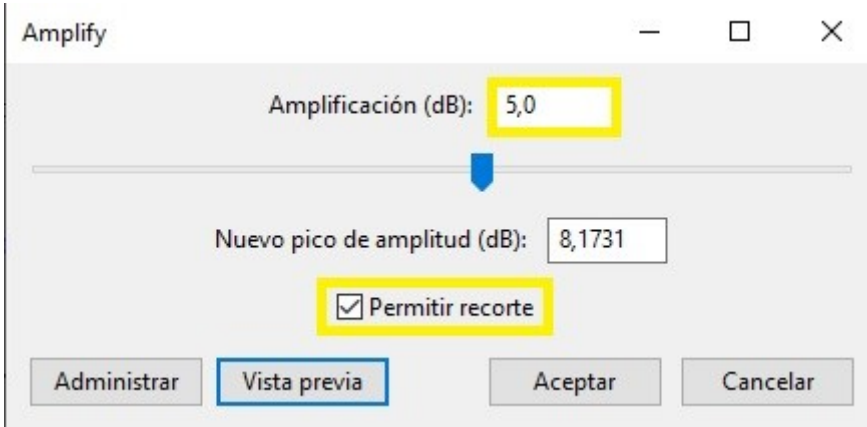 Amplify
Amplificación (dB): 5,0
Nuevo pico de amplitud (dB): 8,1731
Permitir recorte
Administrar Vista previa Aceptar Cancelar